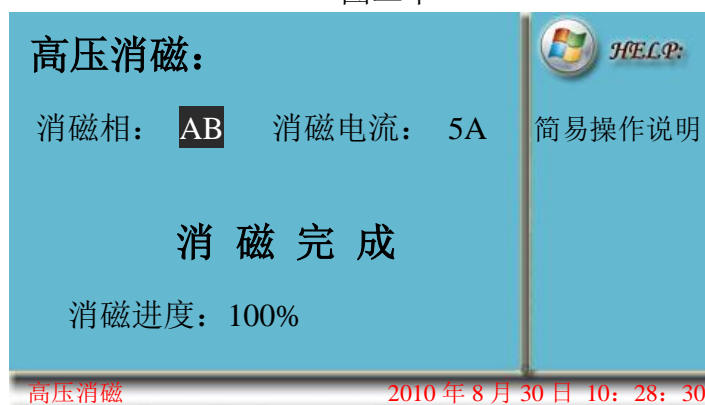 高压消磁：
HELP:
消磁相： AB 消磁电流： 5A
简易操作说明
消 磁 完 成
消磁进度：100%
高压消磁 2010 年 8 月 30 日 10：28：30